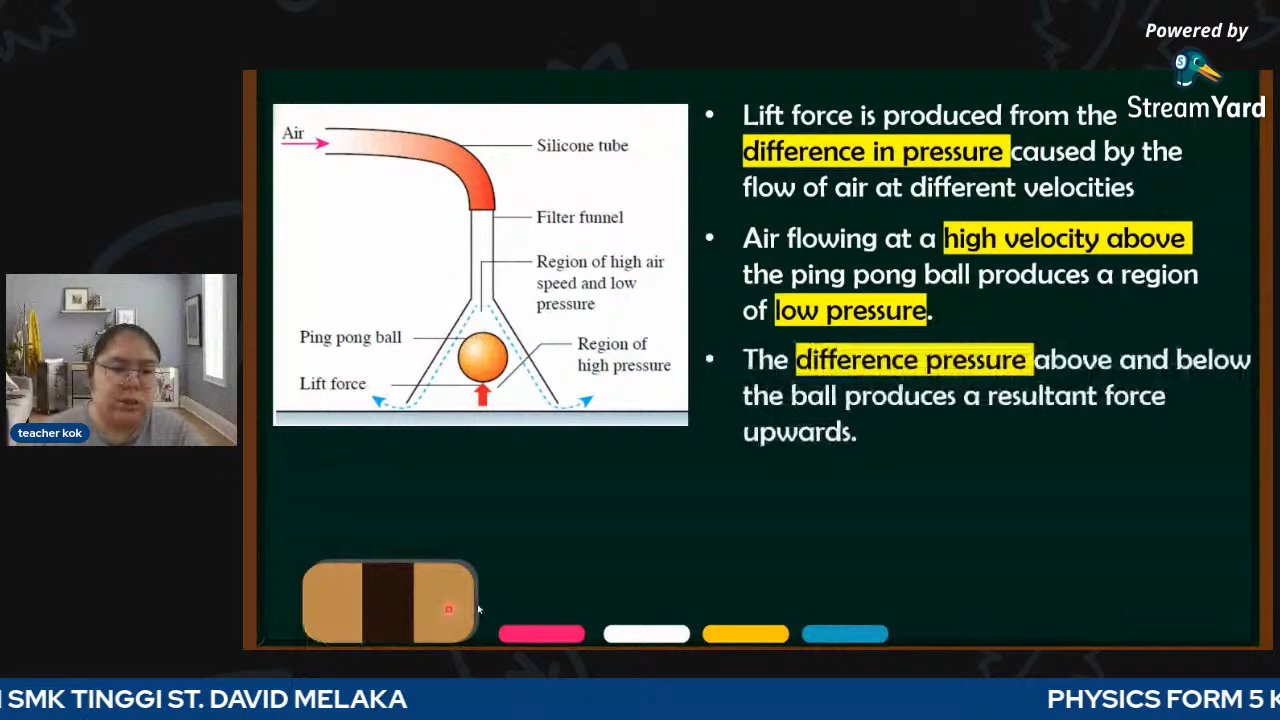 Powered by
StreamYard
Air
Silicone tube
Filter funnel
Region of high air
speed and low
pressure
Ping pong ball
Region of
high pressure
Lift force
• Lift force is produced from the
difference in pressure caused by the
flow of air at different velocities
• Air flowing at a high velocity above
the ping pong ball produces a region
of low pressure.
• The difference pressure above and below
the ball produces a resultant force
upwards.
teacher kok
SMK TINGGI ST. DAVID MELAKA
PHYSICS FORM 5 K